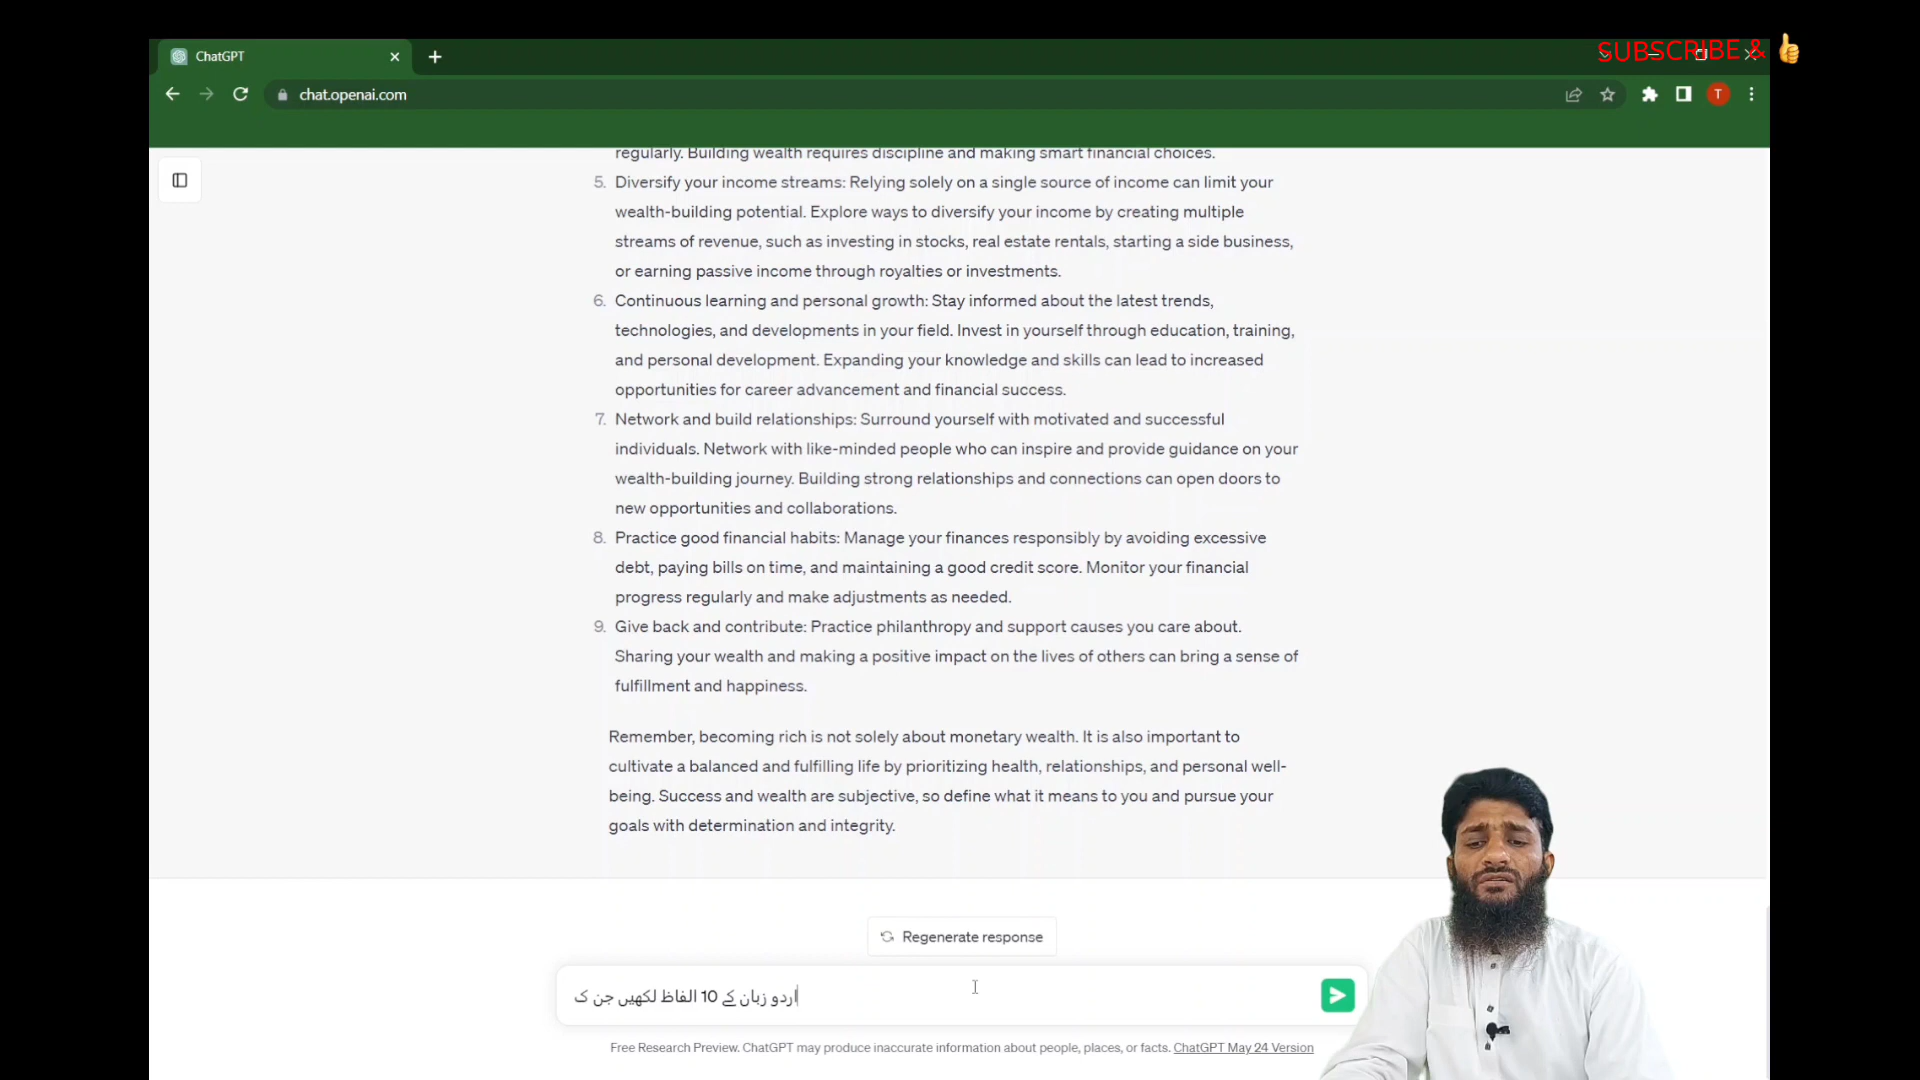 ChatGPT
SUBSCRIBE & 👍
chat.openai.com
T
regularly. Building wealth requires discipline and making smart financial choices.
5. Diversify your income streams: Relying solely on a single source of income can limit your
wealth-building potential. Explore ways to diversify your income by creating multiple
streams of revenue, such as investing in stocks, real estate rentals, starting a side business,
or earning passive income through royalties or investments.
6. Continuous learning and personal growth: Stay informed about the latest trends,
technologies, and developments in your field. Invest in yourself through education, training,
and personal development. Expanding your knowledge and skills can lead to increased
opportunities for career advancement and financial success.
7. Network and build relationships: Surround yourself with motivated and successful
individuals. Network with like-minded people who can inspire and provide guidance on your
wealth-building journey. Building strong relationships and connections can open doors to
new opportunities and collaborations.
8. Practice good financial habits: Manage your finances responsibly by avoiding excessive
debt, paying bills on time, and maintaining a good credit score. Monitor your financial
progress regularly and make adjustments as needed.
9. Give back and contribute: Practice philanthropy and support causes you care about.
Sharing your wealth and making a positive impact on the lives of others can bring a sense of
fulfillment and happiness.
Remember, becoming rich is not solely about monetary wealth. It is also important to
cultivate a balanced and fulfilling life by prioritizing health, relationships, and personal well-
being. Success and wealth are subjective, so define what it means to you and pursue your
goals with determination and integrity.
Regenerate response
اردو زبان کے 10 الفاظ لکھیں جن ک
Free Research Preview. ChatGPT may produce inaccurate information about people, places, or facts. ChatGPT May 24 Version